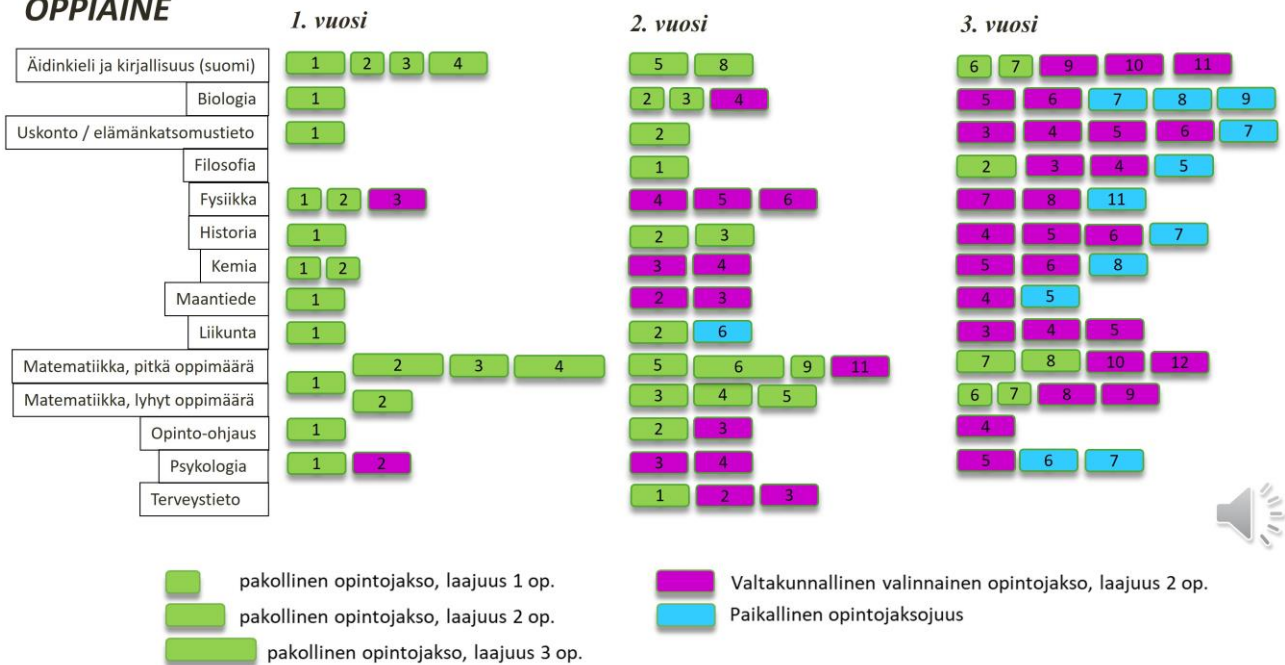 OPPIAINE
1. vuosi 2. vuosi 3. vuosi
Äidinkieli ja kirjallisuus (suomi) 1 2 3 4 5 8 6 7 9 10 11
Biologia 1 2 3 4 5 6 7 8 9
Uskonto / elämänkatsomustieto 1 2 3 4 5 6 7
Filosofia 1 2 3 4 5
Fysiikka 1 2 3 4 5 6 7 8 11
Historia 1 2 3 4 5 6 7
Kemia 1 2 3 4 5 6 8
Maantiede 1 2 3 4 5
Liikunta 1 2 6 3 4 5
Matematiikka, pitkä oppimäärä 1 2 3 4 5 6 9 11 7 8 10 12
Matematiikka, lyhyt oppimäärä 2 3 4 5 6 7 8 9
Opinto-ohjaus 1 2 3 4
Psykologia 1 2 3 4 5 6 7
Terveystieto 1 2 3
pakollinen opintojakso, laajuus 1 op.
pakollinen opintojakso, laajuus 2 op.
pakollinen opintojakso, laajuus 3 op.
Valtakunnallinen valinnainen opintojakso, laajuus 2 op.
Paikallinen opintojaksojuus